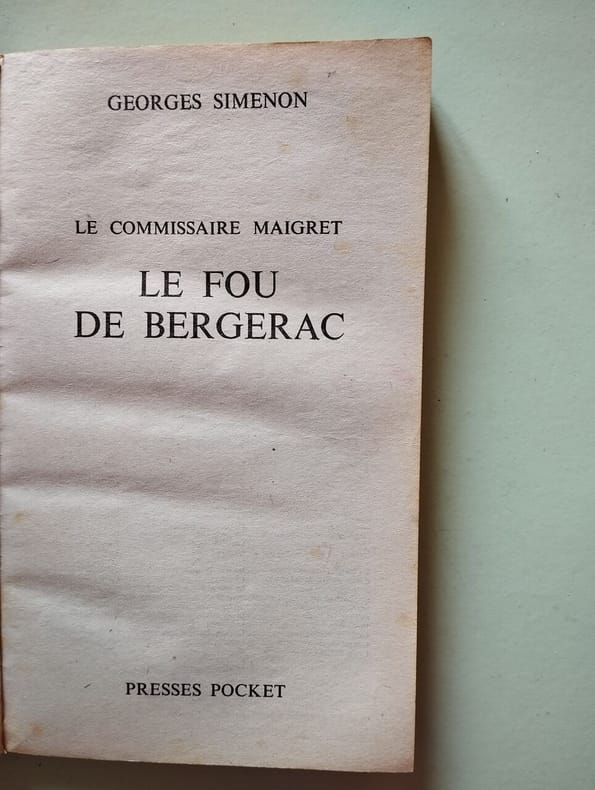 GEORGES SIMENON
LE COMMISSAIRE MAIGRET
LE FOU
DE BERGERAC
PRESSES POCKET